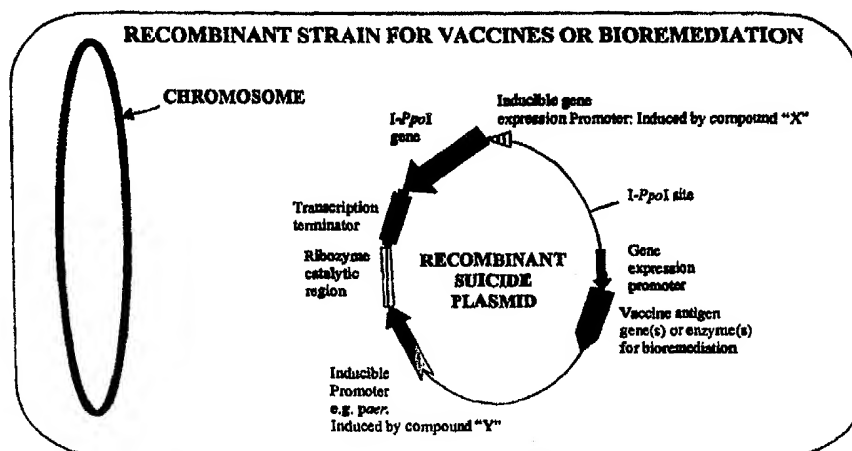 RECOMBINANT STRAIN FOR VACCINES OR BIOREMEDIATION
CHROMOSOME
I-PpoI
gene
Inducible gene
expression Promoter: Induced by compound "X"
I-PpoI site
Transcription
terminator
Ribozyme
catalytic
region
RECOMBINANT
SUICIDE
PLASMID
Gene
expression
promoter
Vaccine antigen
gene(s) or enzyme(s)
for bioremediation
Inducible
Promoter
e.g. paer.
Induced by compound "Y"